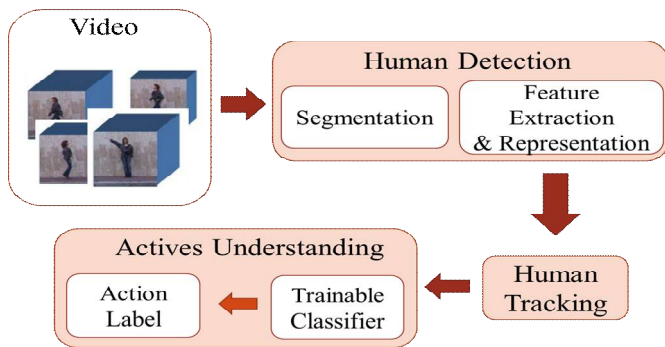 Video
Human Detection
Segmentation
Feature
Extraction
& Representation
Human
Tracking
Actives Understanding
Trainable
Classifier
Action
Label